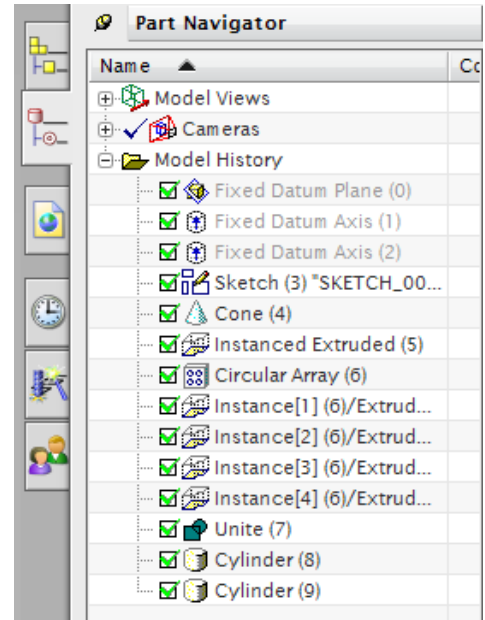 Part Navigator
Name Co
Model Views
Cameras
Model History
Fixed Datum Plane (0)
Fixed Datum Axis (1)
Fixed Datum Axis (2)
Sketch (3) "SKETCH_00...
Cone (4)
Instanced Extruded (5)
Circular Array (6)
Instance[1] (6)/Extrud...
Instance[2] (6)/Extrud...
Instance[3] (6)/Extrud...
Instance[4] (6)/Extrud...
Unite (7)
Cylinder (8)
Cylinder (9)